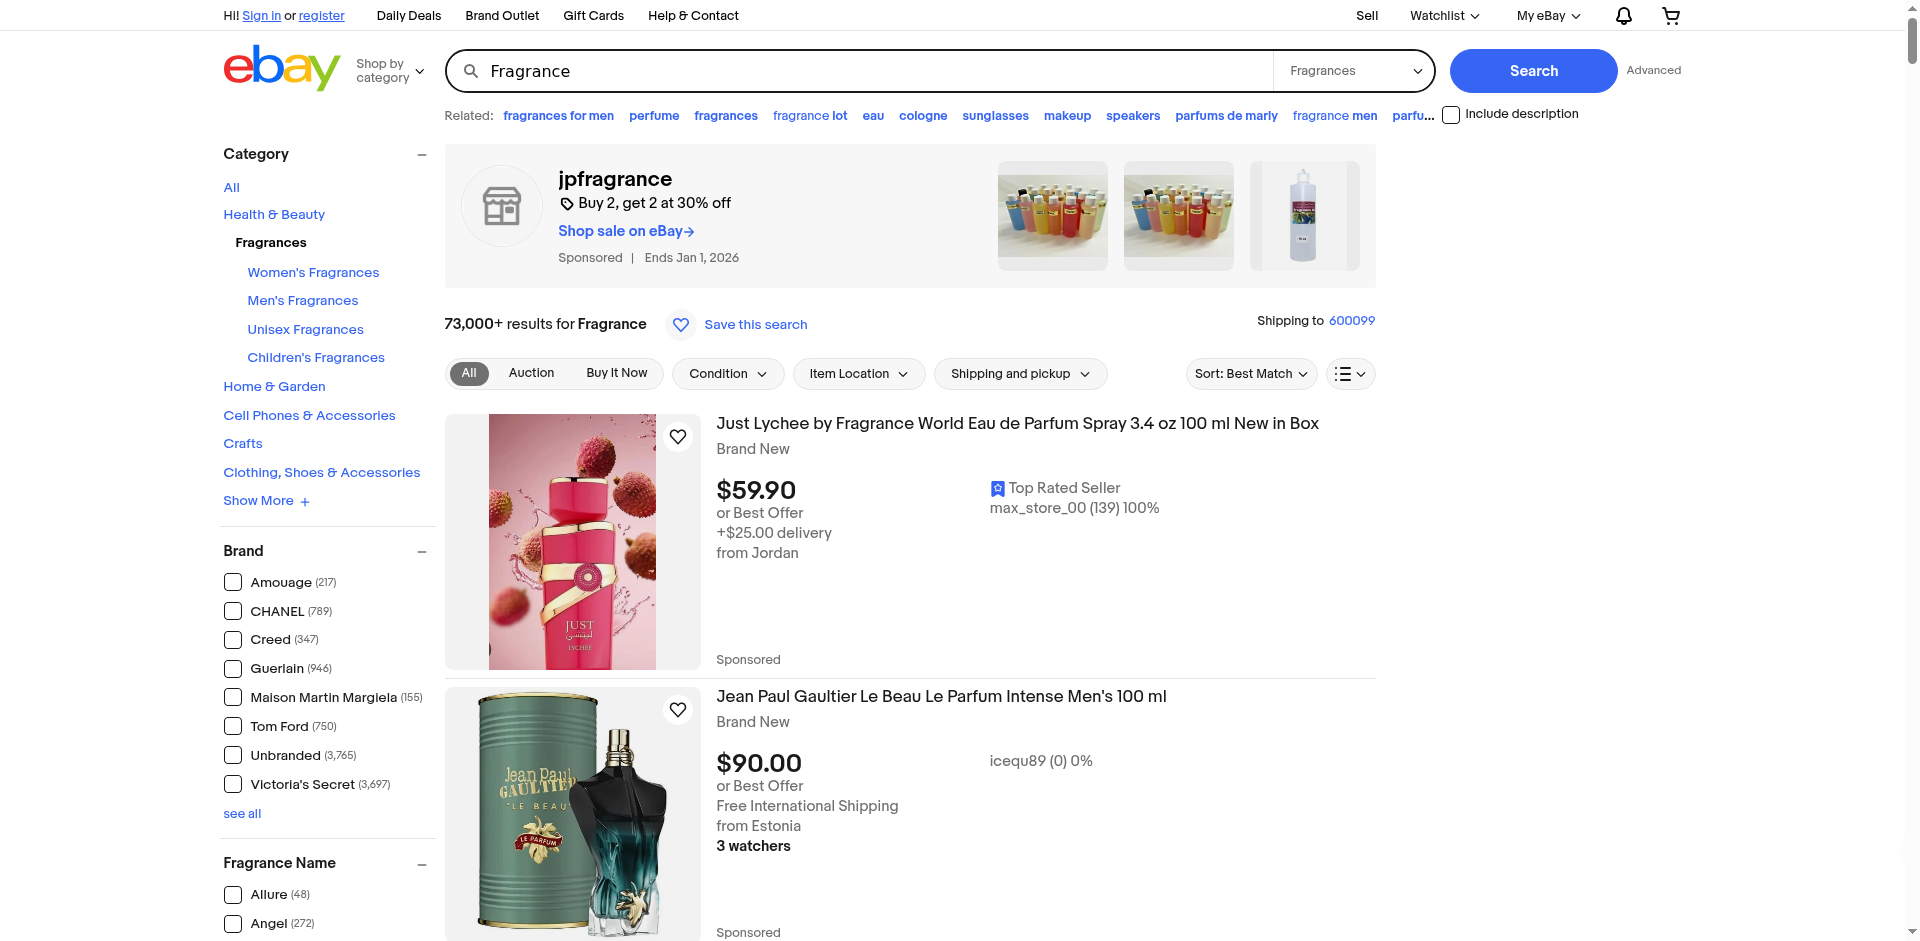 Hi! Sign in or register
Daily Deals
Brand Outlet
Gift Cards
Help & Contact
Sell
Watchlist
My eBay
ebay
Shop by
category
Fragrance
Fragrances
Search
Advanced
Related: fragrances for men perfume fragrances fragrance lot eau cologne sunglasses makeup speakers parfums de marly fragrance men parfu...
Include description
Category
All
Health & Beauty
Fragrances
Women's Fragrances
Men's Fragrances
Unisex Fragrances
Children's Fragrances
Home & Garden
Cell Phones & Accessories
Crafts
Clothing, Shoes & Accessories
Show More
Brand
Amouage (217)
CHANEL (789)
Creed (347)
Guerlain (946)
Maison Martin Margiela (155)
Tom Ford (750)
Unbranded (3,765)
Victoria's Secret (3,697)
see all
Fragrance Name
Allure (48)
Angel (272)
jpfragrance
Buy 2, get 2 at 30% off
Shop sale on eBay
Sponsored | Ends Jan 1, 2026
73,000+ results for Fragrance
Save this search
Shipping to 600099
All
Auction
Buy It Now
Condition
Item Location
Shipping and pickup
Sort: Best Match
JUST
ليتشي
LYCHEE
Just Lychee by Fragrance World Eau de Parfum Spray 3.4 oz 100 ml New in Box
Brand New
$59.90
or Best Offer
+$25.00 delivery
from Jordan
Top Rated Seller
max_store_00 (139) 100%
Sponsored
Jean Paul
GAULTIER
"LE BEAU"
LE PARFUM
Jean Paul Gaultier Le Beau Le Parfum Intense Men's 100 ml
Brand New
$90.00
or Best Offer
Free International Shipping
from Estonia
3 watchers
icequ89 (0) 0%
Sponsored